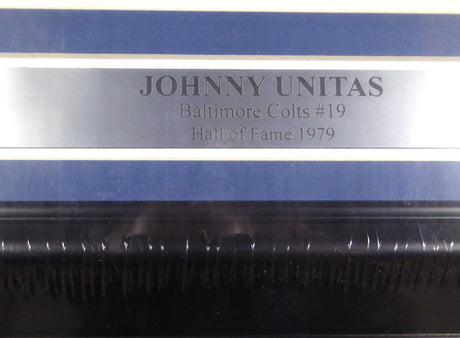 JOHNNY UNITAS
Baltimore Colts #19
Hall of Fame 1979